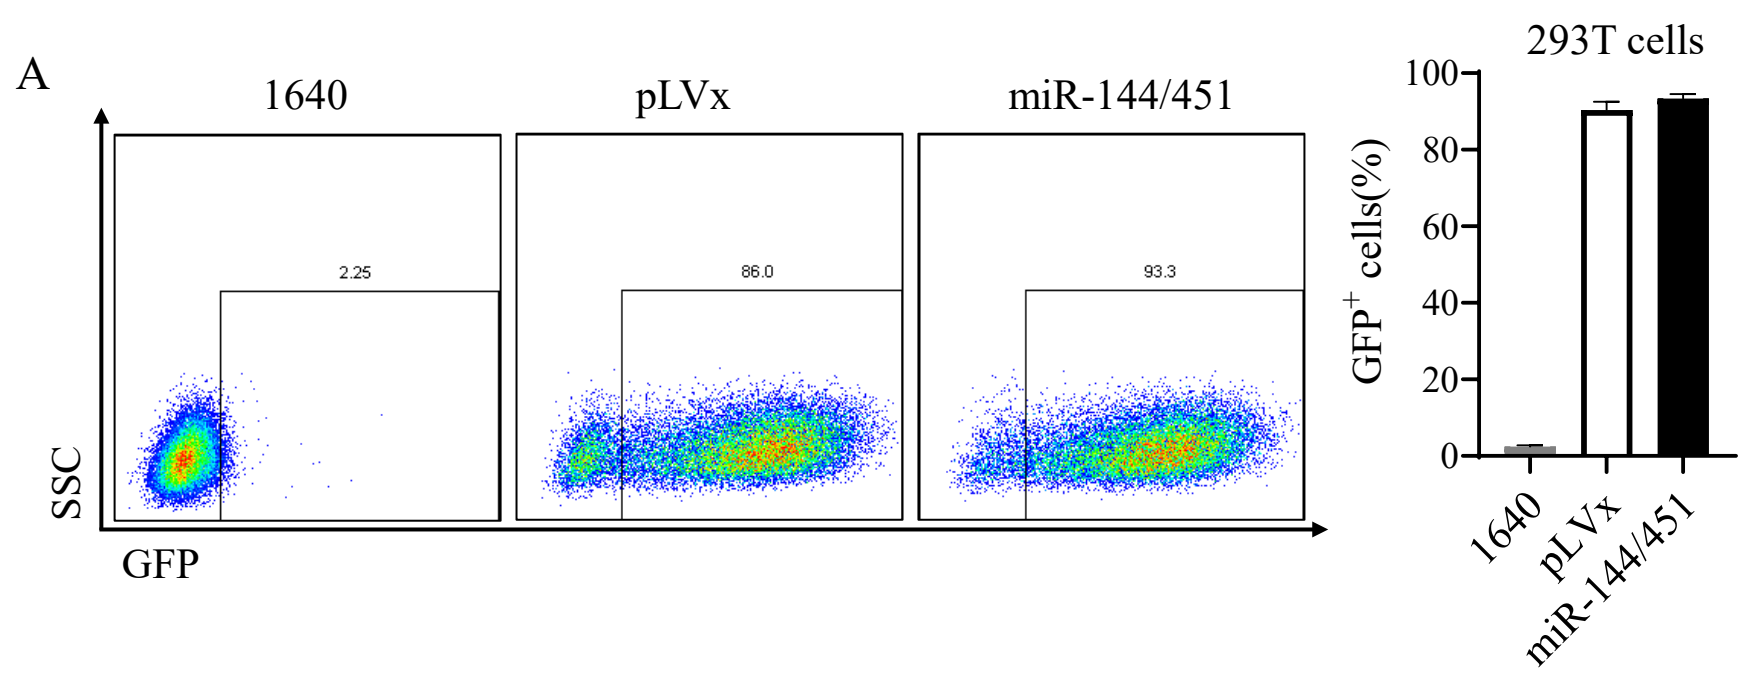 A
1640
pLVx
miR-144/451
2.25
86.0
93.3
SSC
GFP
293T cells
GFP+ cells(%)
100
80
60
40
20
0
1640
pLVx
miR-144/451